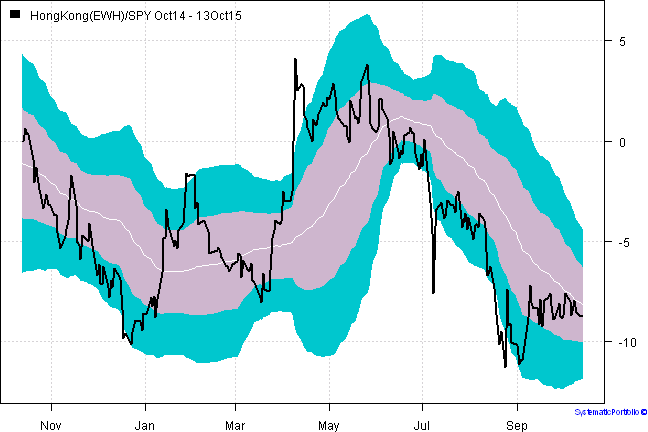 HongKong(EWH)/SPY Oct14 - 13Oct15
5
0
-5
-10
Nov Jan Mar May Jul Sep
SystematicPortfolio ©